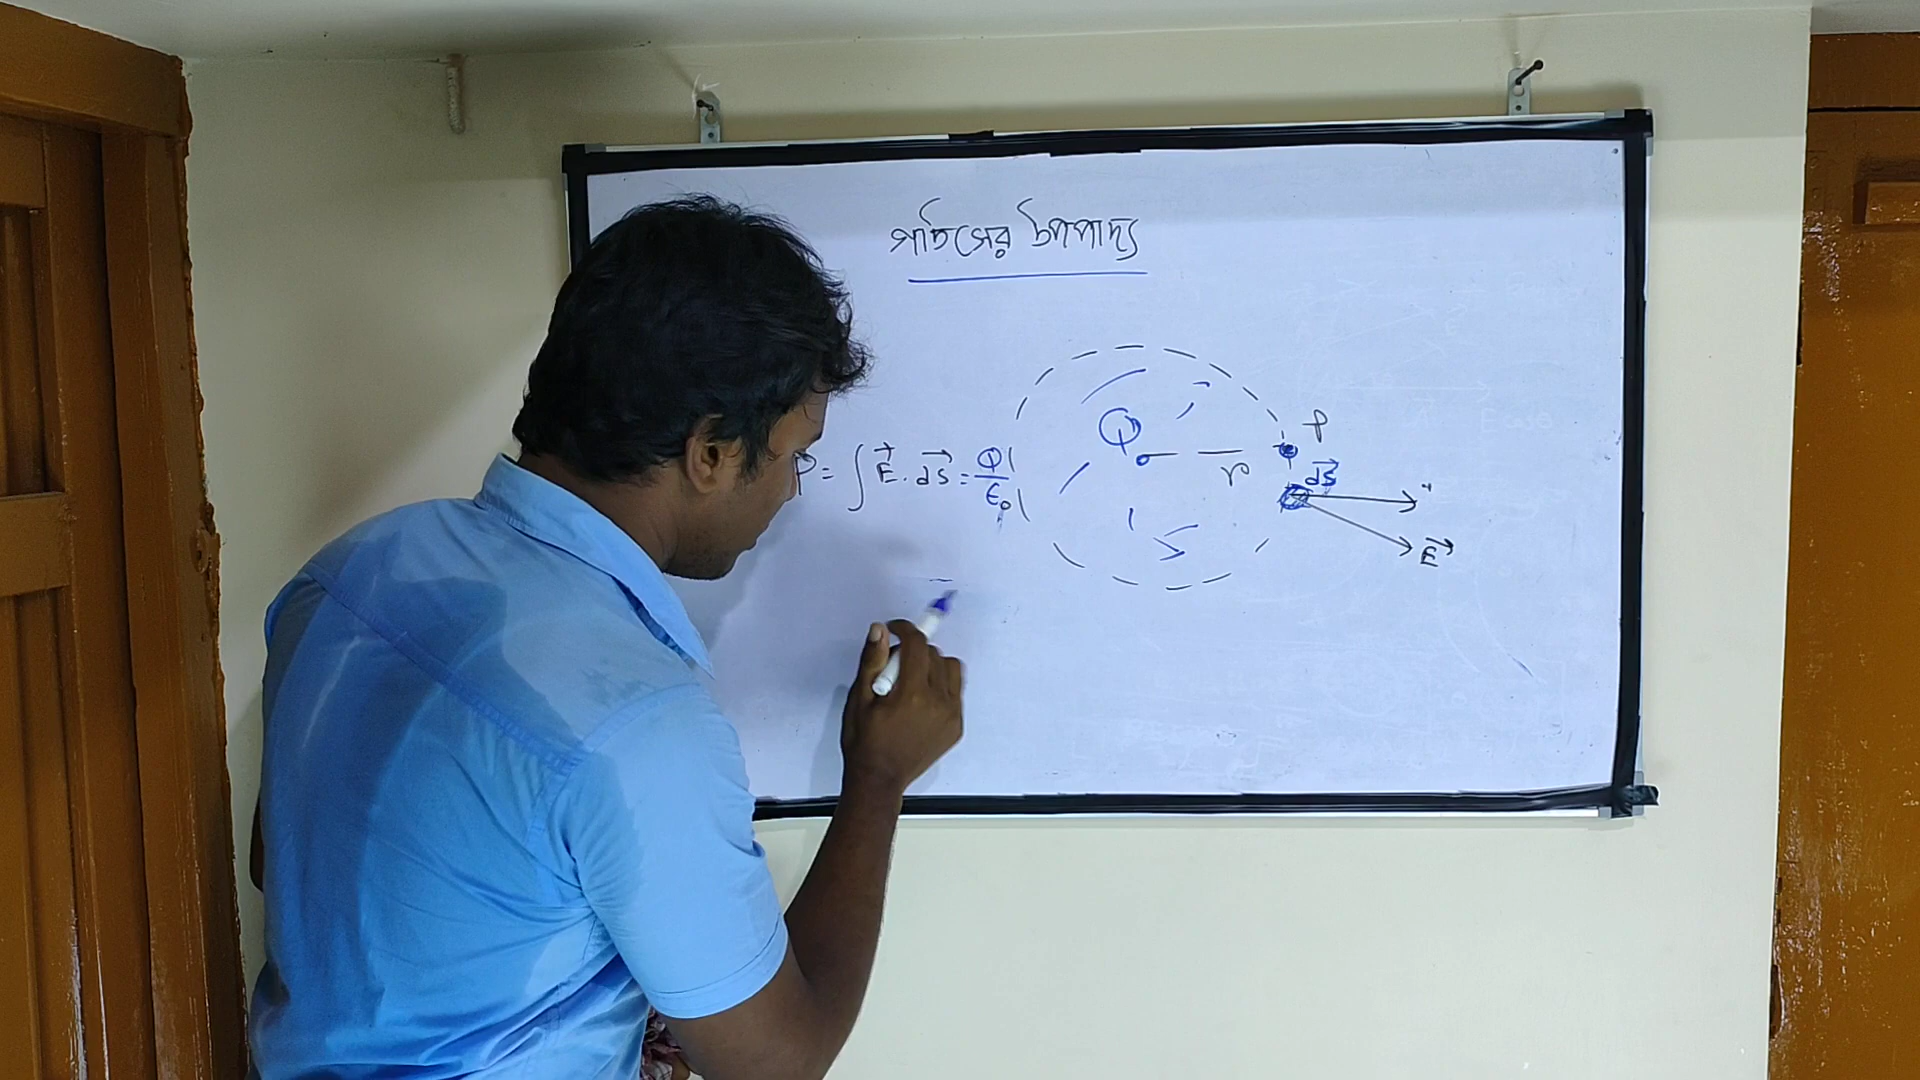 গাউসের উপপাদ্য
φ = ∫ E⃗ . ds⃗ = Q / ε₀
Q
r
P
ds⃗
E⃗